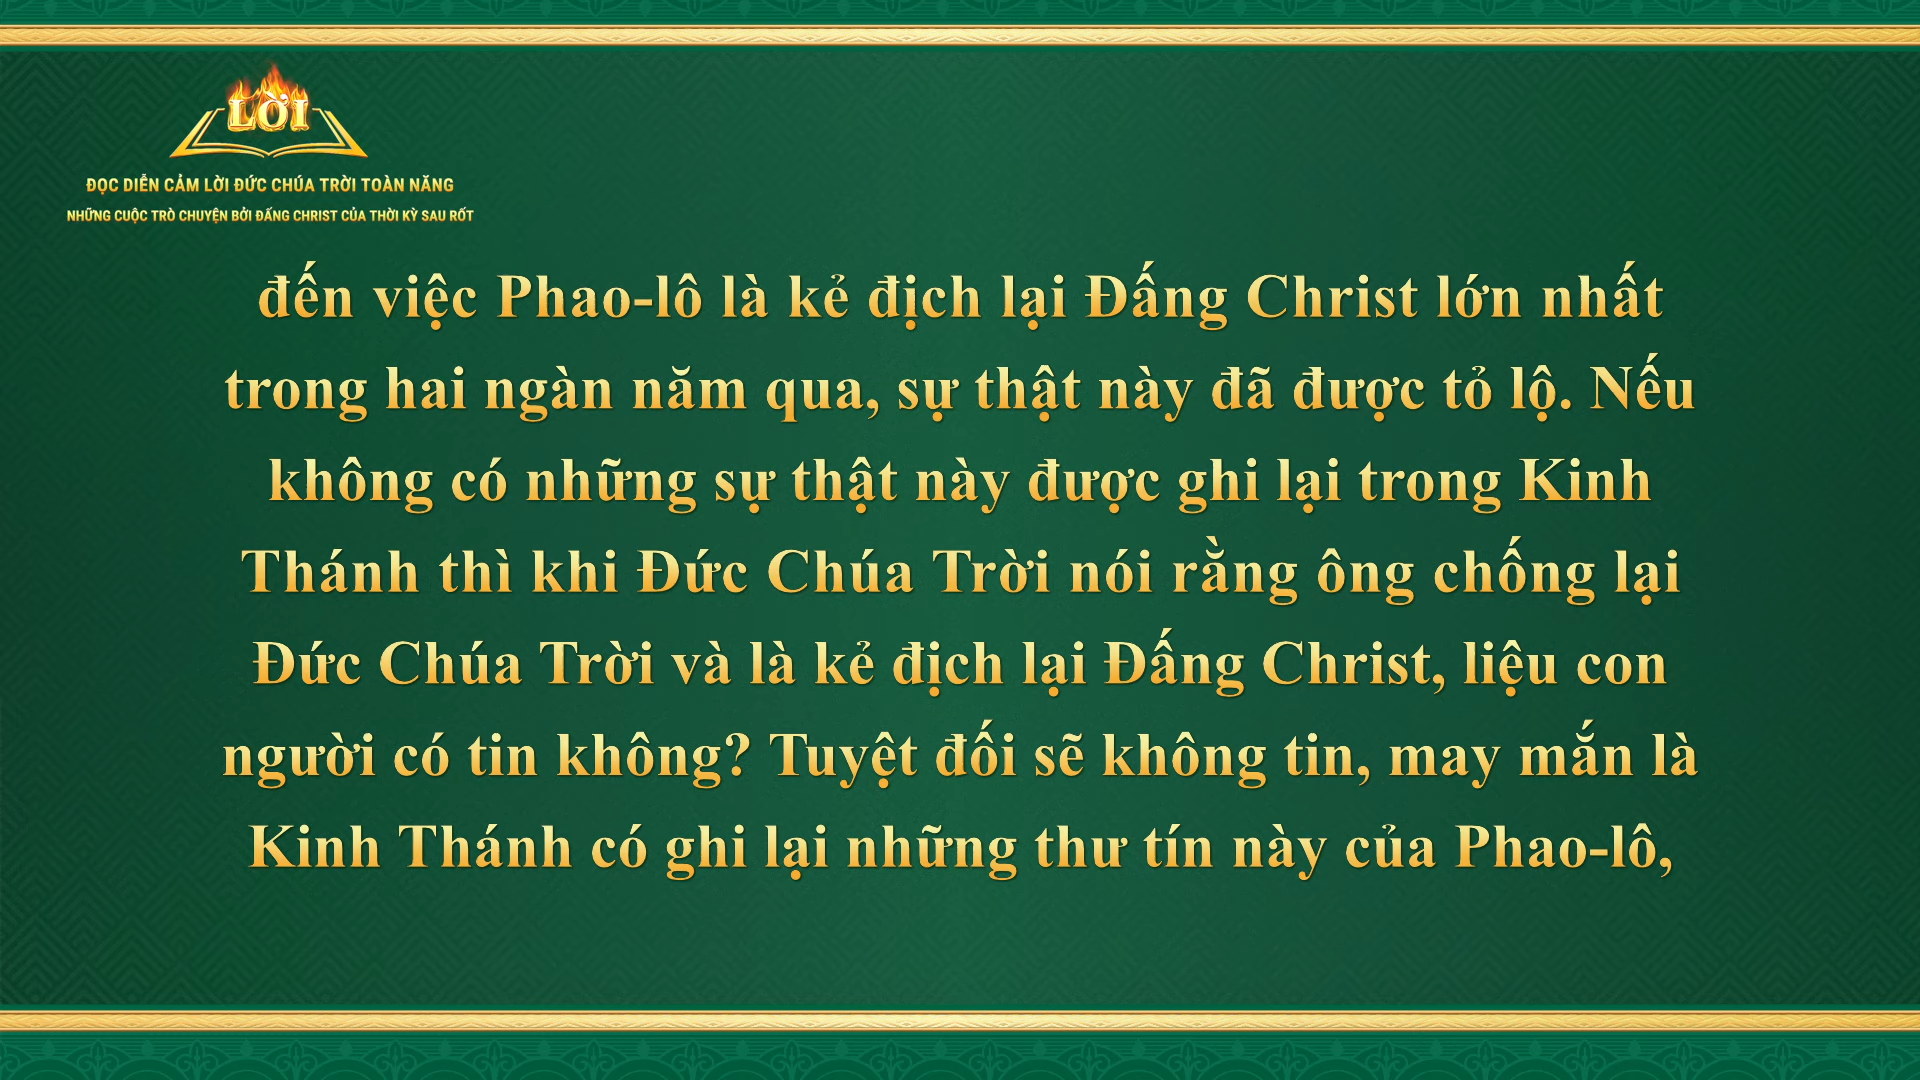 LỜI
ĐỌC DIỄN CẢM LỜI ĐỨC CHÚA TRỜI TOÀN NĂNG
NHỮNG CUỘC TRÒ CHUYỆN BỞI ĐẤNG CHRIST CỦA THỜI KỲ SAU RỐT
đến việc Phao-lô là kẻ địch lại Đấng Christ lớn nhất
trong hai ngàn năm qua, sự thật này đã được tỏ lộ. Nếu
không có những sự thật này được ghi lại trong Kinh
Thánh thì khi Đức Chúa Trời nói rằng ông chống lại
Đức Chúa Trời và là kẻ địch lại Đấng Christ, liệu con
người có tin không? Tuyệt đối sẽ không tin, may mắn là
Kinh Thánh có ghi lại những thư tín này của Phao-lô,